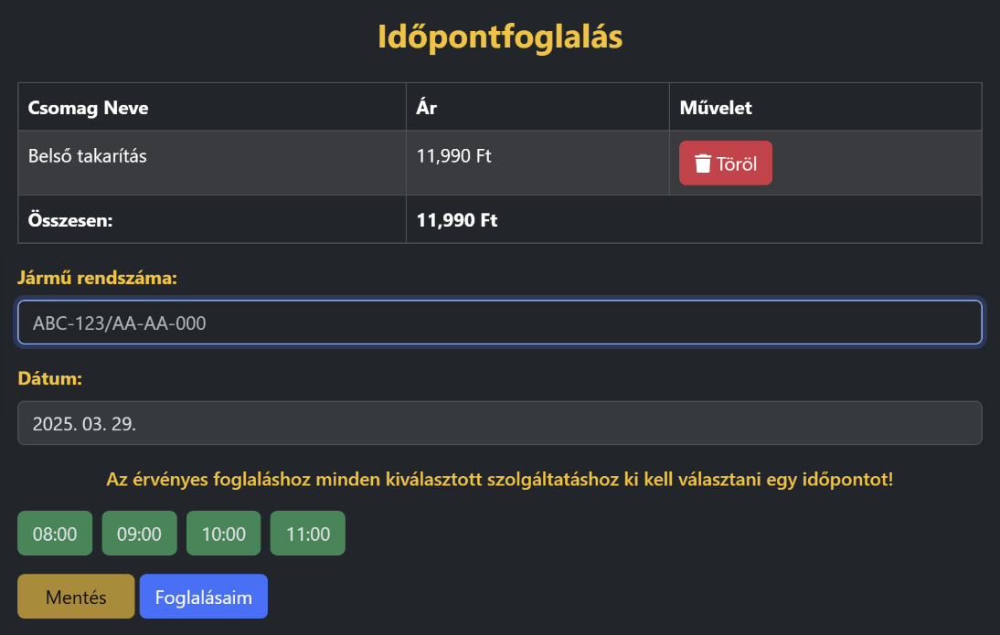 Időpontfoglalás
Csomag Neve Ár Művelet
Belső takarítás 11,990 Ft Töröl
Összesen: 11,990 Ft
Jármű rendszáma:
ABC-123/AA-AA-000
Dátum:
2025. 03. 29.
Az érvényes foglaláshoz minden kiválasztott szolgáltatáshoz ki kell választani egy időpontot!
08:00 09:00 10:00 11:00
Mentés Foglalásaim